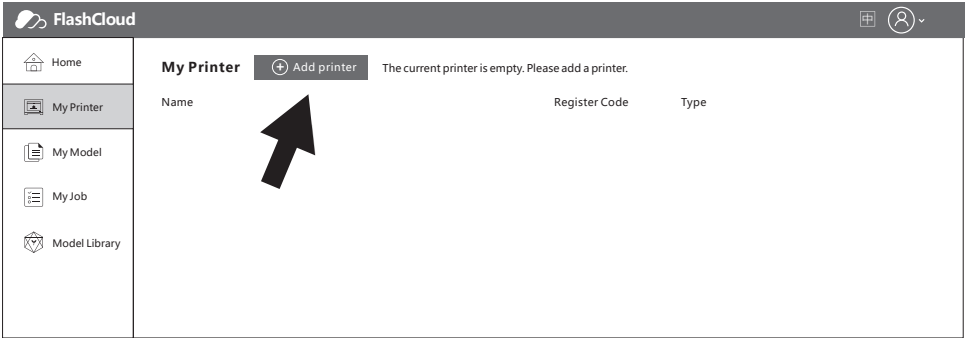 FlashCloud 中
Home
My Printer
My Model
My Job
Model Library
My Printer Add printer The current printer is empty. Please add a printer.
Name Register Code Type